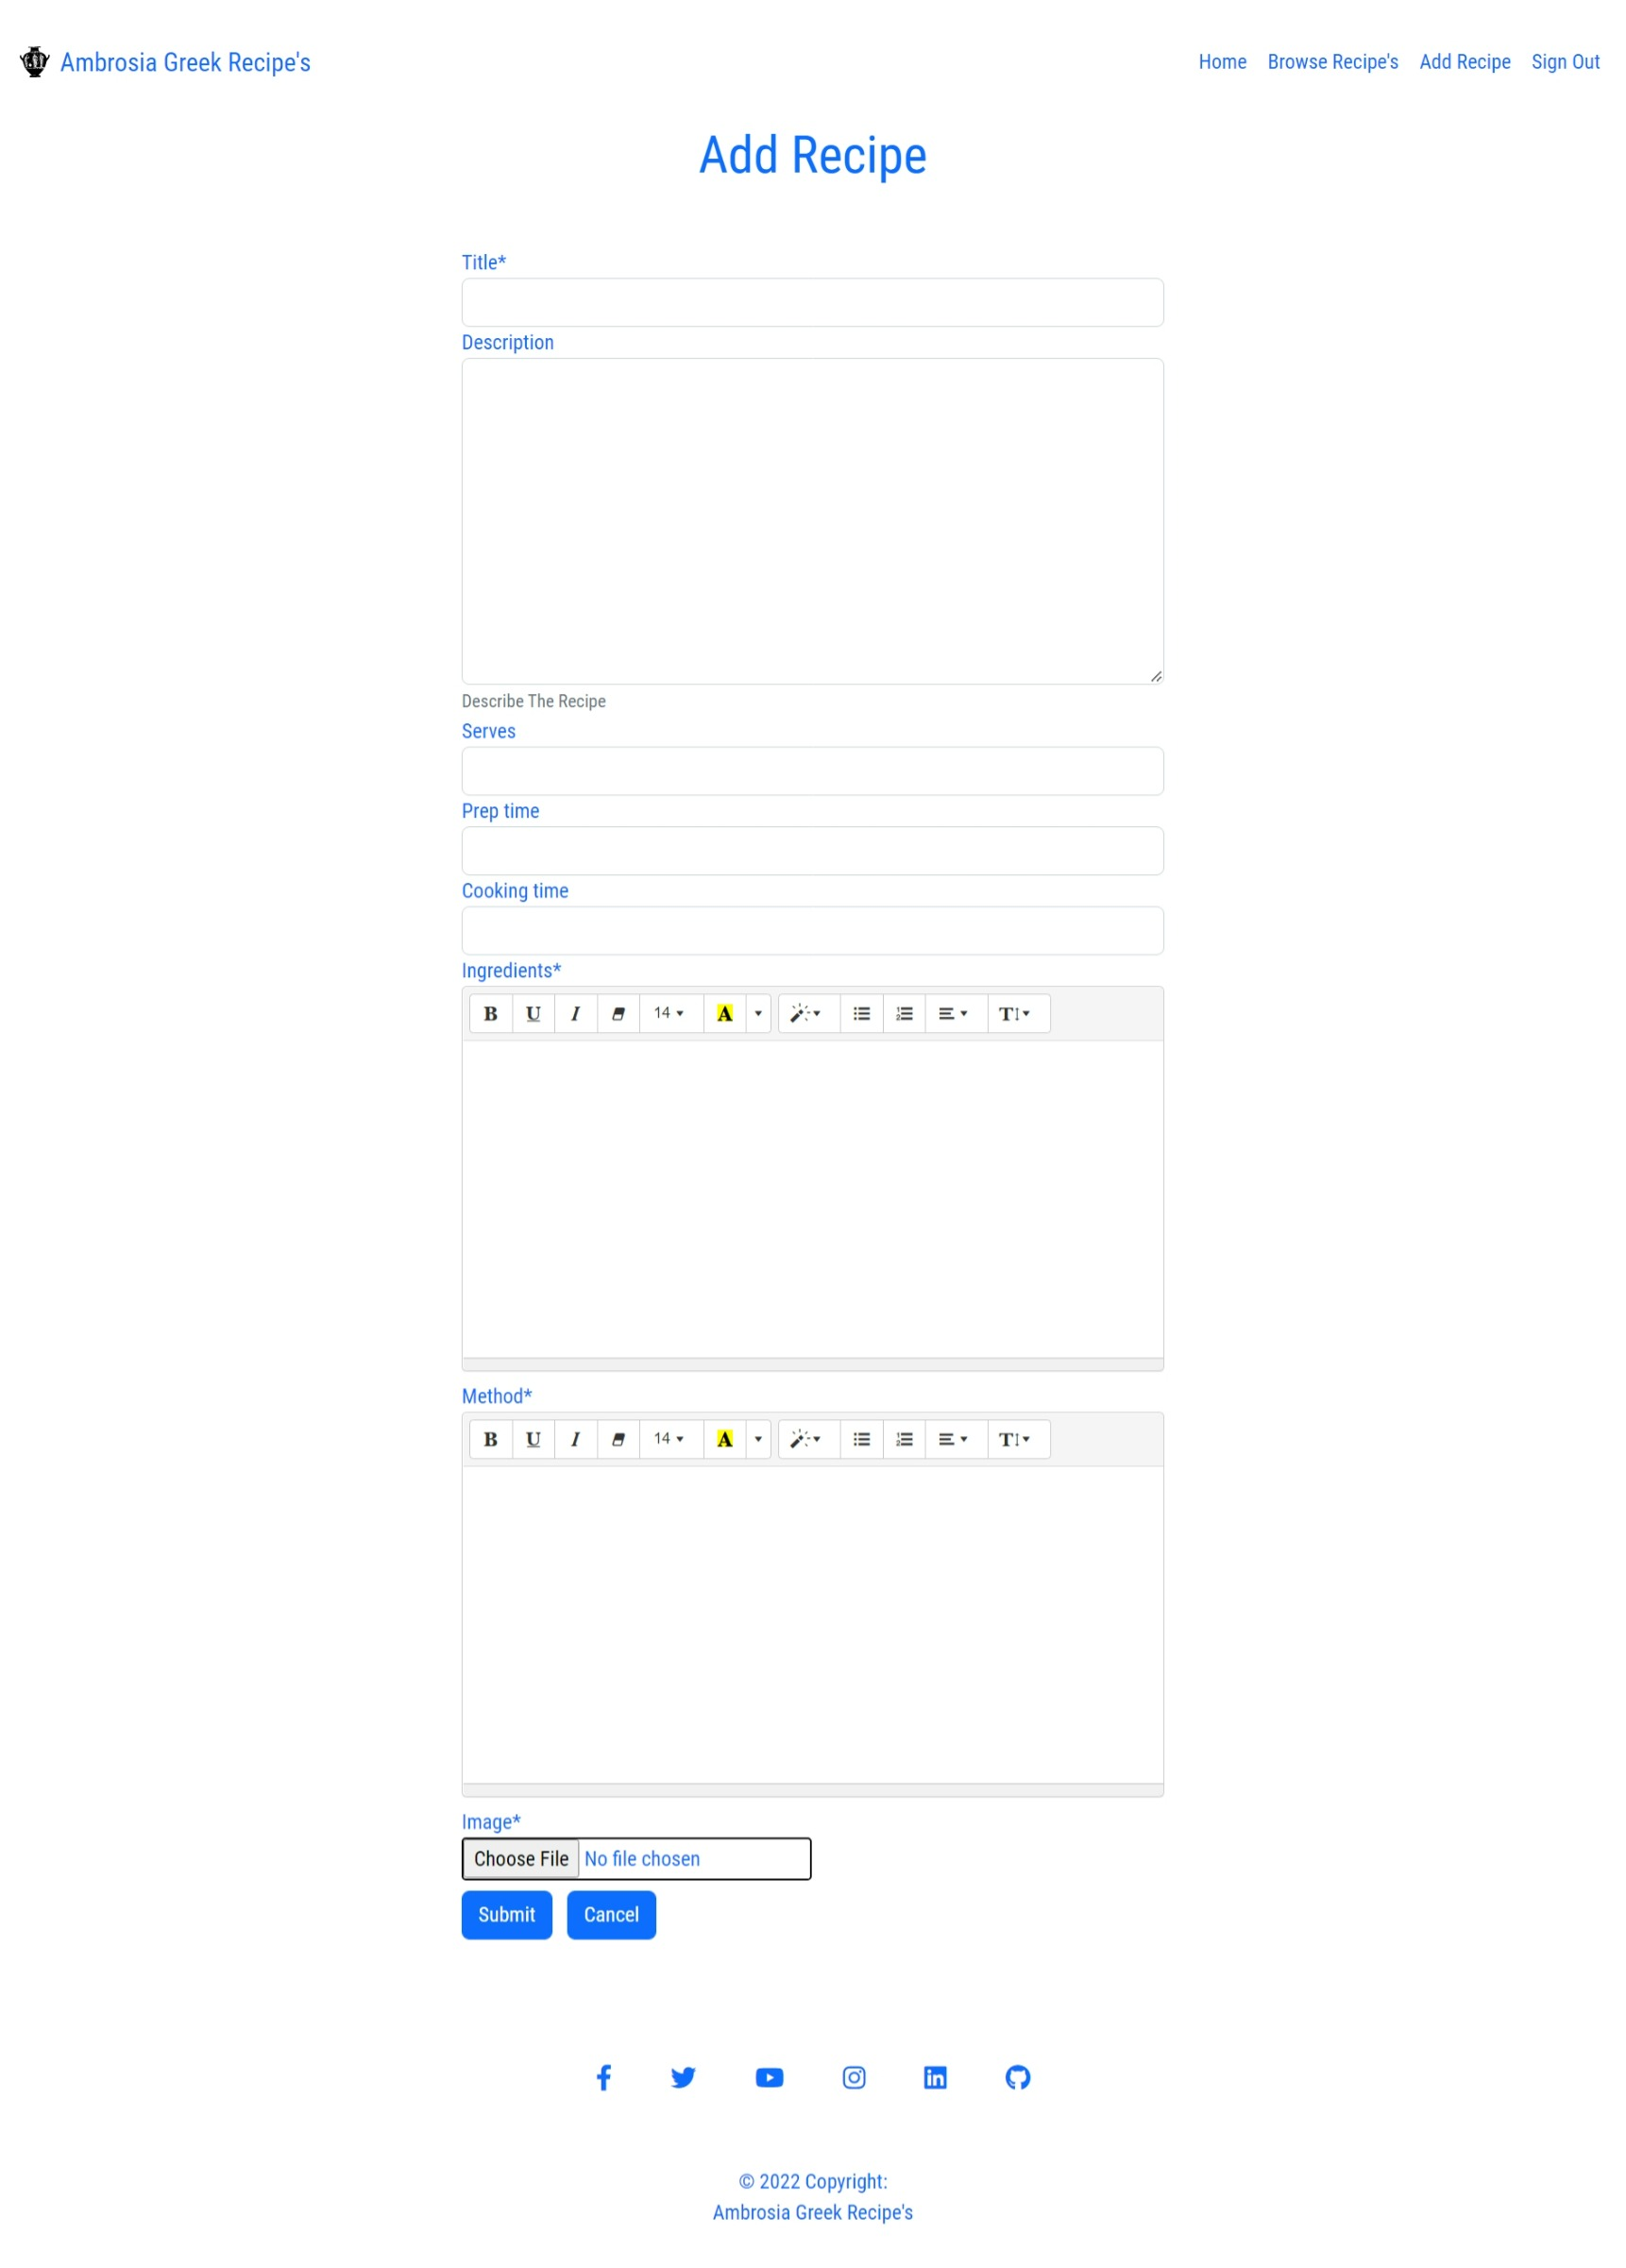 Ambrosia Greek Recipe's
Home Browse Recipe's Add Recipe Sign Out
Add Recipe
Title*
Description
Describe The Recipe
Serves
Prep time
Cooking time
Ingredients*
B U I 14 A T
Method*
B U I 14 A T
Image*
Choose File No file chosen
Submit Cancel
© 2022 Copyright:
Ambrosia Greek Recipe's